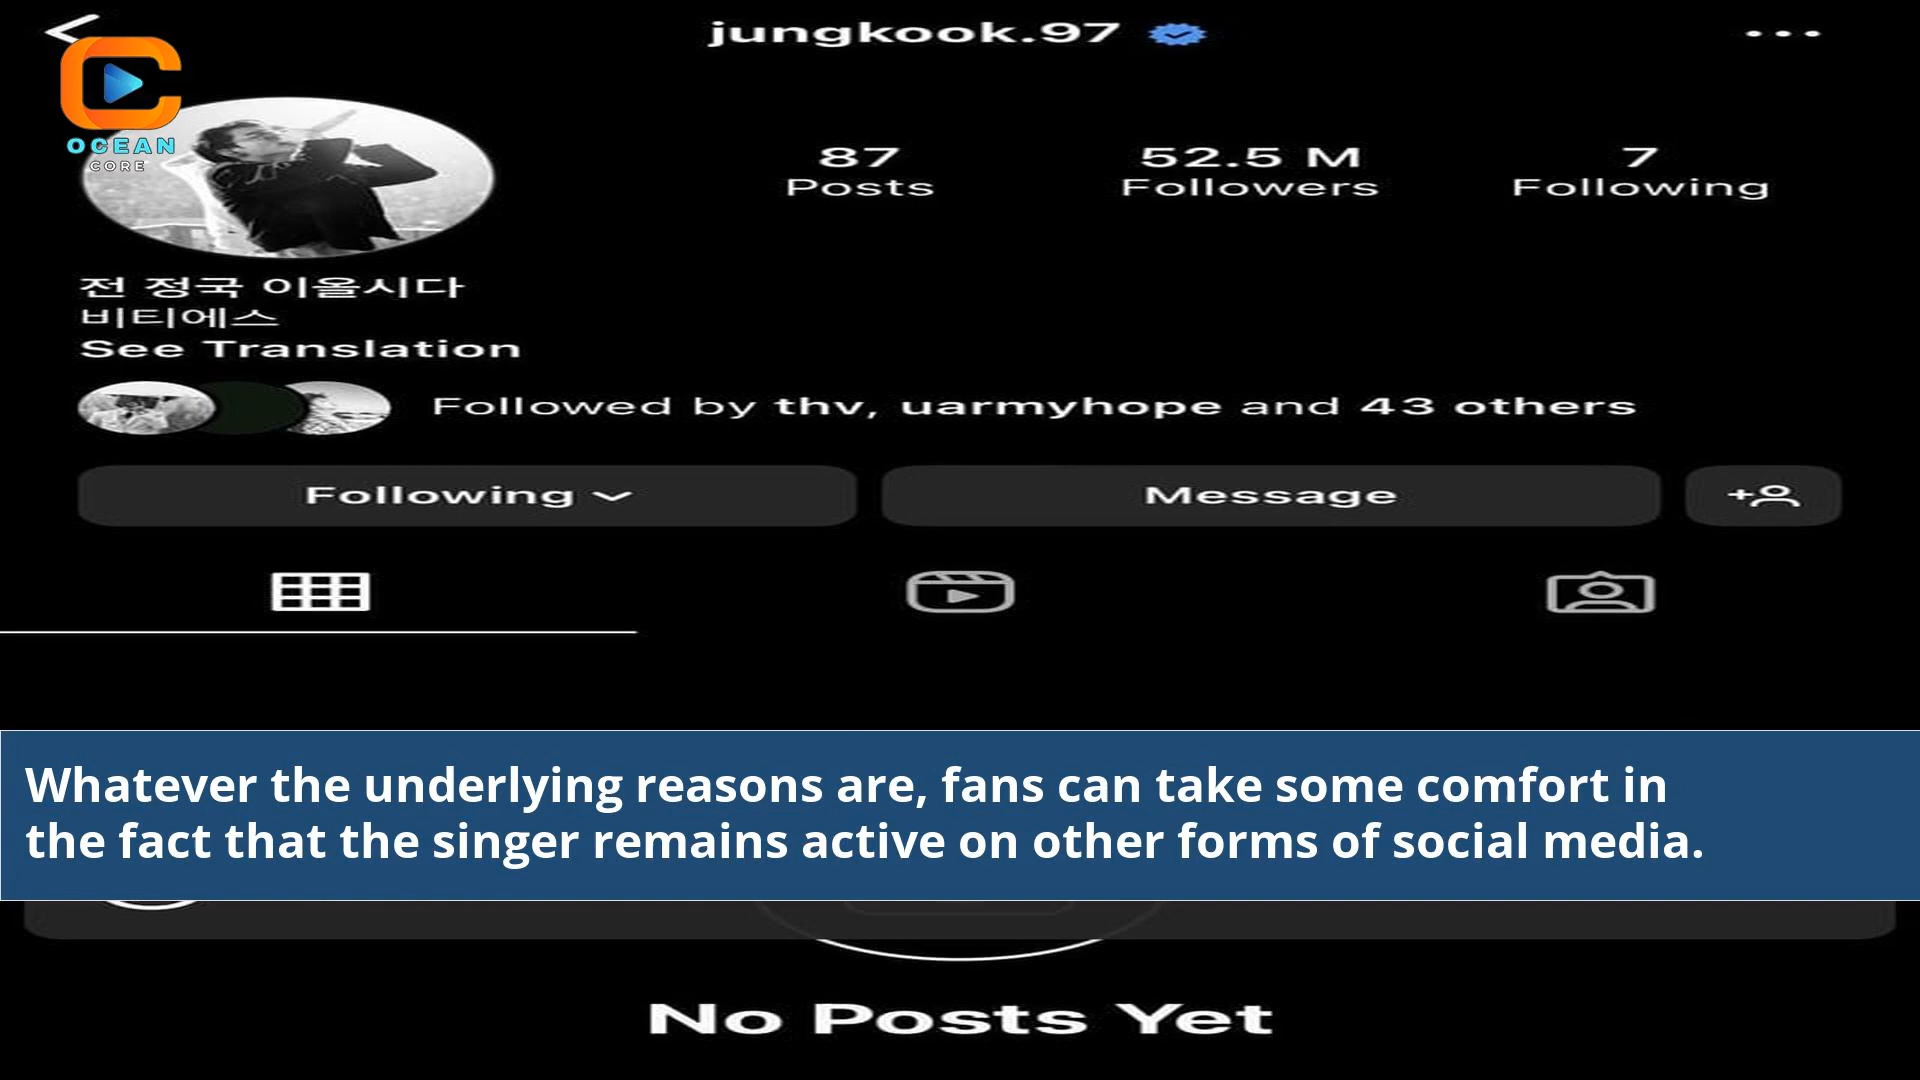 jungkook.97
OCEAN
CORE
87
Posts
52.5 M
Followers
7
Following
전 정국 이올시다
비티에스
See Translation
Followed by thv, uarmyhope and 43 others
Following
Message
Whatever the underlying reasons are, fans can take some comfort in
the fact that the singer remains active on other forms of social media.
No Posts Yet